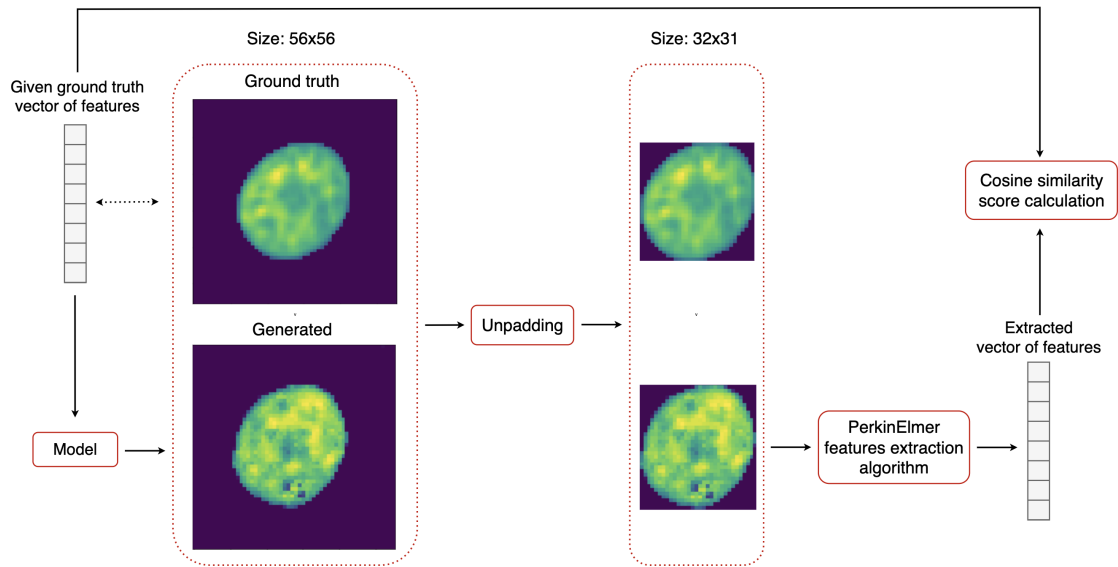 Size: 56x56
Size: 32x31
Given ground truth
vector of features
Ground truth
Cosine similarity
score calculation
Unpadding
Generated
Extracted
vector of features
Model
PerkinElmer
features extraction
algorithm